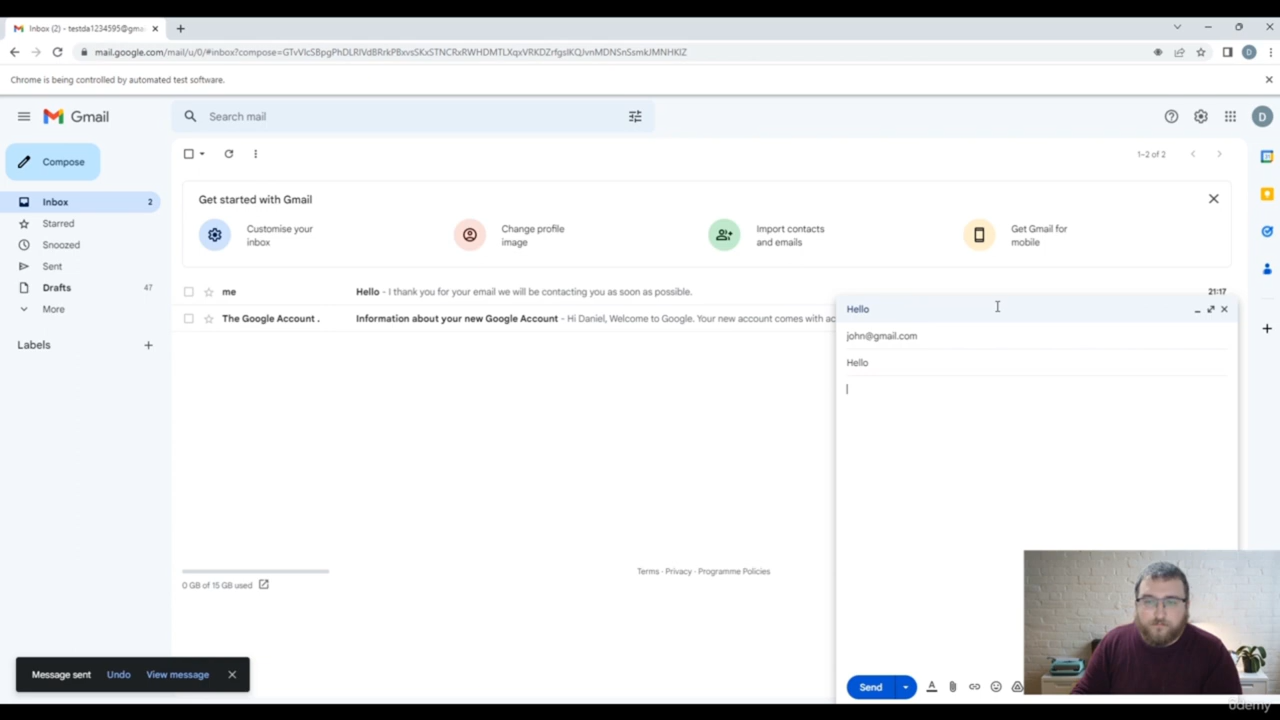 Inbox (2) - testda1234595@gma
mail.google.com/mail/u/0/#inbox?compose=
Chrome is being controlled by automated test software.
Gmail
Search mail
D
Compose
1–2 of 2
Inbox 2
Starred
Snoozed
Sent
Drafts 47
More
Labels
Get started with Gmail
Customise your
inbox
Change profile
image
Import contacts
and emails
Get Gmail for
mobile
me Hello - I thank you for your email we will be contacting you as soon as possible. 21:17
The Google Account . Information about your new Google Account - Hi Daniel, Welcome to Google. Your new account comes with ac
Hello
john@gmail.com
Hello
Terms · Privacy · Programme Policies
0 GB of 15 GB used
Message sent Undo View message
Send
ûdemy